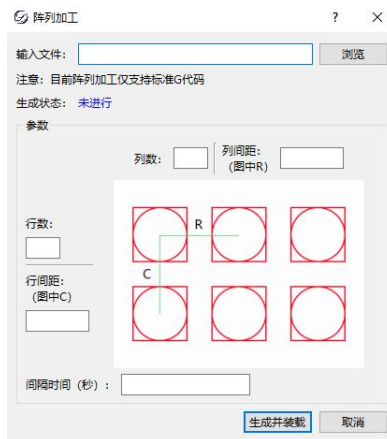 阵列加工
输入文件:
浏览
注意：目前阵列加工仅支持标准G代码
生成状态： 未进行
参数
列数:
列间距:
(图中R)
行数:
R
C
行间距:
(图中C)
间隔时间（秒）:
生成并装载
取消